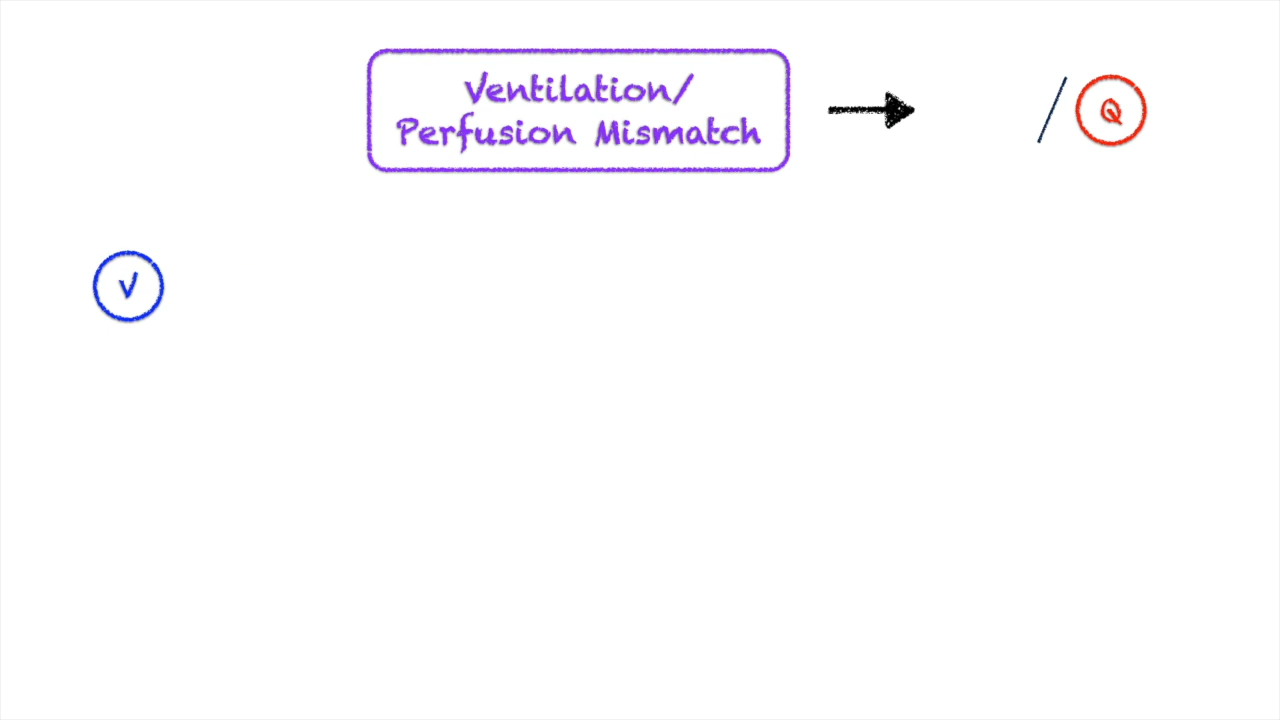 Ventilation/
Perfusion Mismatch
/ Q
V